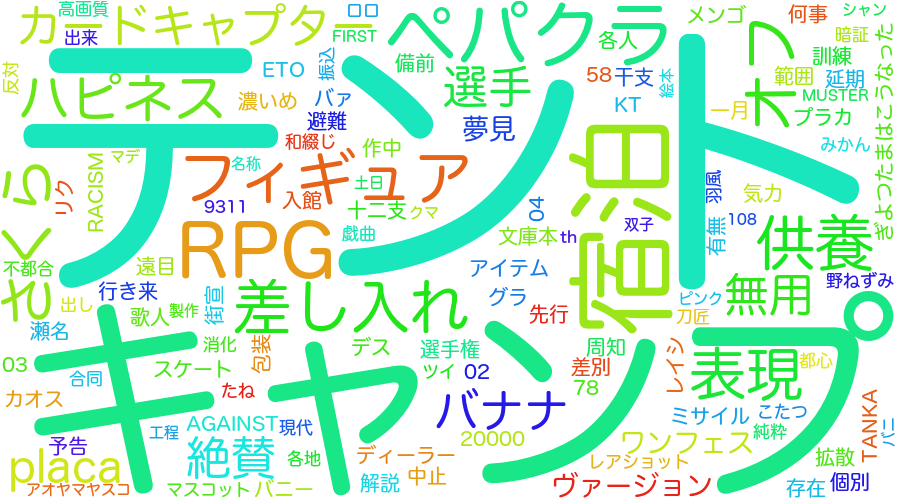 高画質
カードキャプター
ロロ
ペパクラ
メンゴ
何事
シャン
出来
FIRST
各人
オフ
暗証
反対
ETO
振込
備前
訓練
ぎょつたまはこうなった
ハピネス
濃いめ
バァ
選手
58
干支
絵本
範囲
延期
KT
MUSTER
避難
夢見
一月
プラカ
テント
和綴じ
作中
宿泊
みかん
マデ
名称
フィギュア
さくら
リク
RACISM
土日
入館
9311
十二支
クマ
04
双子
羽風
108
戯曲
文庫本
th
有無
供養
RPG
不都合
遠目
アイテム
野ねずみ
行き来
差し入れ
無用
出し
製作
グラ
ピンク
瀬名
歌人
街宣
先行
刀匠
キャンプ
消化
デス
選手権
周知
03
スケート
包装
ツイ
02
差別
レイシ
表現
都心
合同
78
カオス
たね
バナナ
ミサイル
こたつ
AGAINST
現代
TANKA
予告
工程
20000
ワンフェス
純粋
バニ
placa
絶賛
各地
ディーラー
レアショット
拡散
アオヤマヤスコ
マスコット
バニー
解説
中止
ヴァージョン
存在
個別